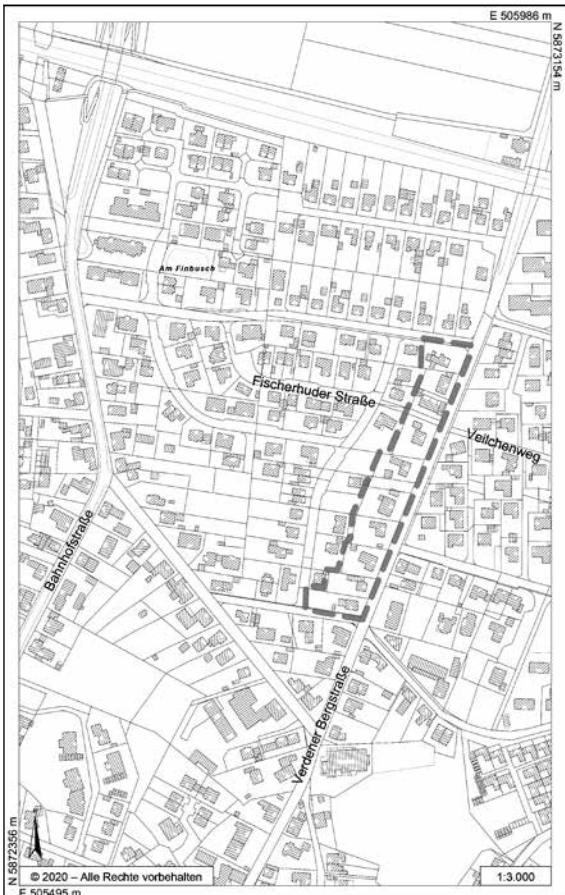 E 505986 m
N 5873154 m
Am Finbusch
Fischerhuder Straße
Veilchenweg
Bahnhofstraße
Verdener Bergstraße
N 5872356 m
© 2020 – Alle Rechte vorbehalten
1:3.000
E 505495 m